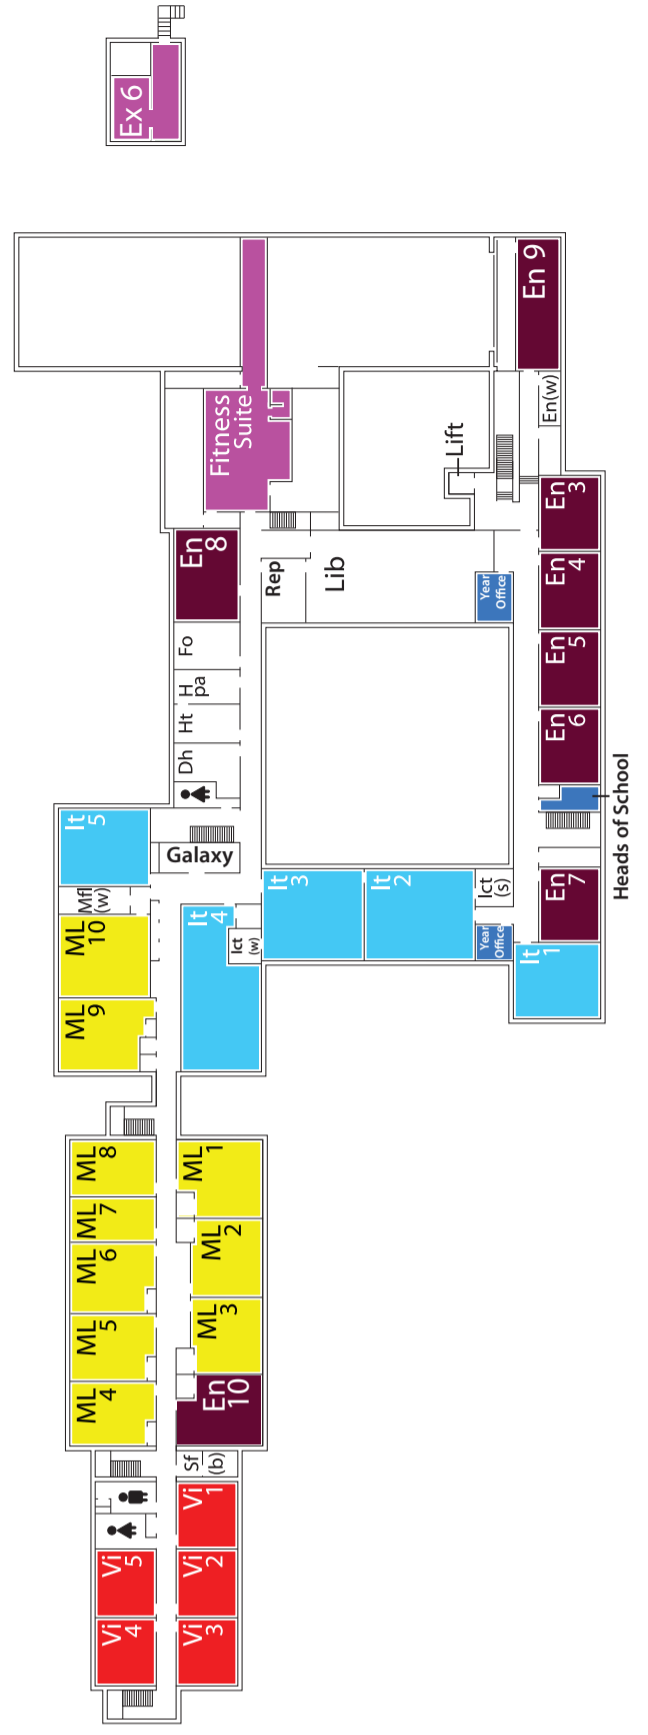 Ex 6
En 9
Fitness
Suite
En(w)
Lift
En
3
En
8
Rep
Lib
Year
Office
En
4
Fo
H
pa
Ht
Dh
En
5
En
6
Heads of School
It
5
Galaxy
Mfl
(w)
It
4
Ict
(w)
It
3
It
2
Ict
(s)
Year
Office
En
7
It
1
ML
10
ML
9
ML
8
ML
7
ML
6
ML
5
ML
4
ML
1
ML
2
ML
3
En
10
Sf
(b)
Vi
1
Vi
2
Vi
3
Vi
5
Vi
4